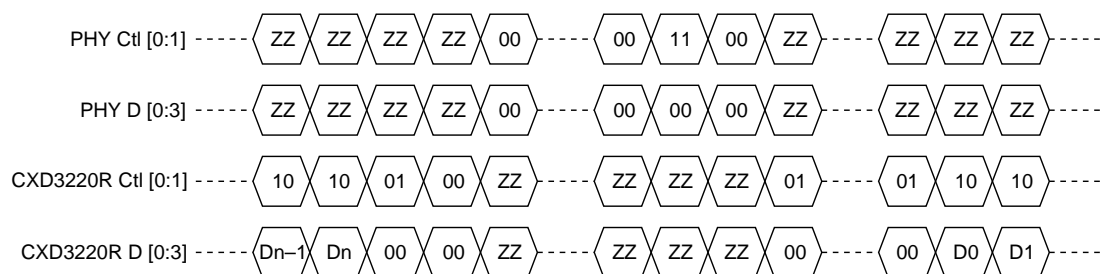 PHY Ctl [0:1] ZZ ZZ ZZ ZZ 00 00 11 00 ZZ ZZ ZZ ZZ
PHY D [0:3] ZZ ZZ ZZ ZZ 00 00 00 00 ZZ ZZ ZZ ZZ
CXD3220R Ctl [0:1] 10 10 01 00 ZZ ZZ ZZ ZZ 01 01 10 10
CXD3220R D [0:3] Dn–1 Dn 00 00 ZZ ZZ ZZ ZZ 00 00 D0 D1